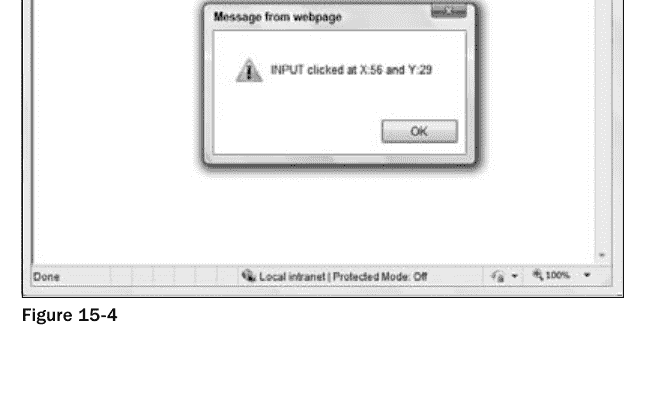 Message from webpage
INPUT clicked at X:56 and Y:29
OK
Done
Local intranet | Protected Mode: Off
100%
Figure 15-4